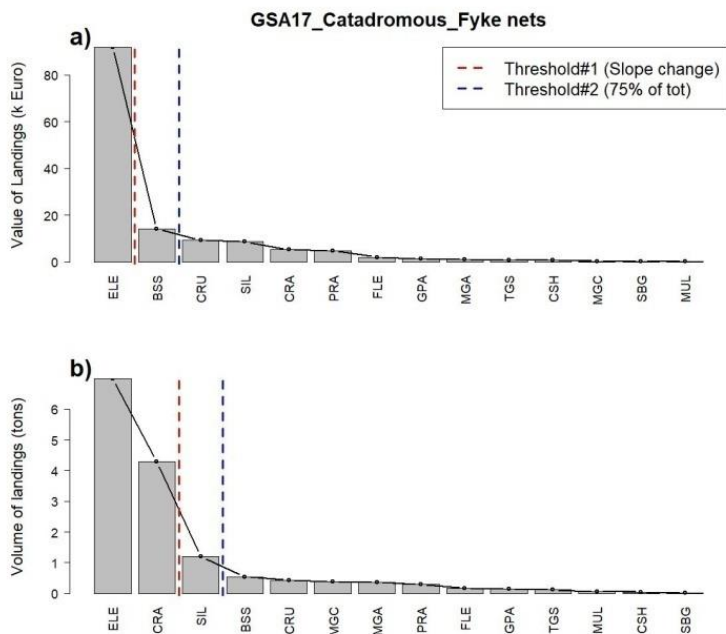 GSA17_Catadromous_Fyke nets
a)
Threshold#1 (Slope change)
Threshold#2 (75% of tot)
Value of Landings (k Euro)
80
60
40
20
0
ELE BSS CRU SIL CRA PRA FLE GPA MGA TGS CSH MGC SBG MUL
b)
Volume of landings (tons)
6
5
4
3
2
1
0
ELE CRA SIL BSS CRU MGC MGA PRA FLE GPA TGS MUL CSH SBG